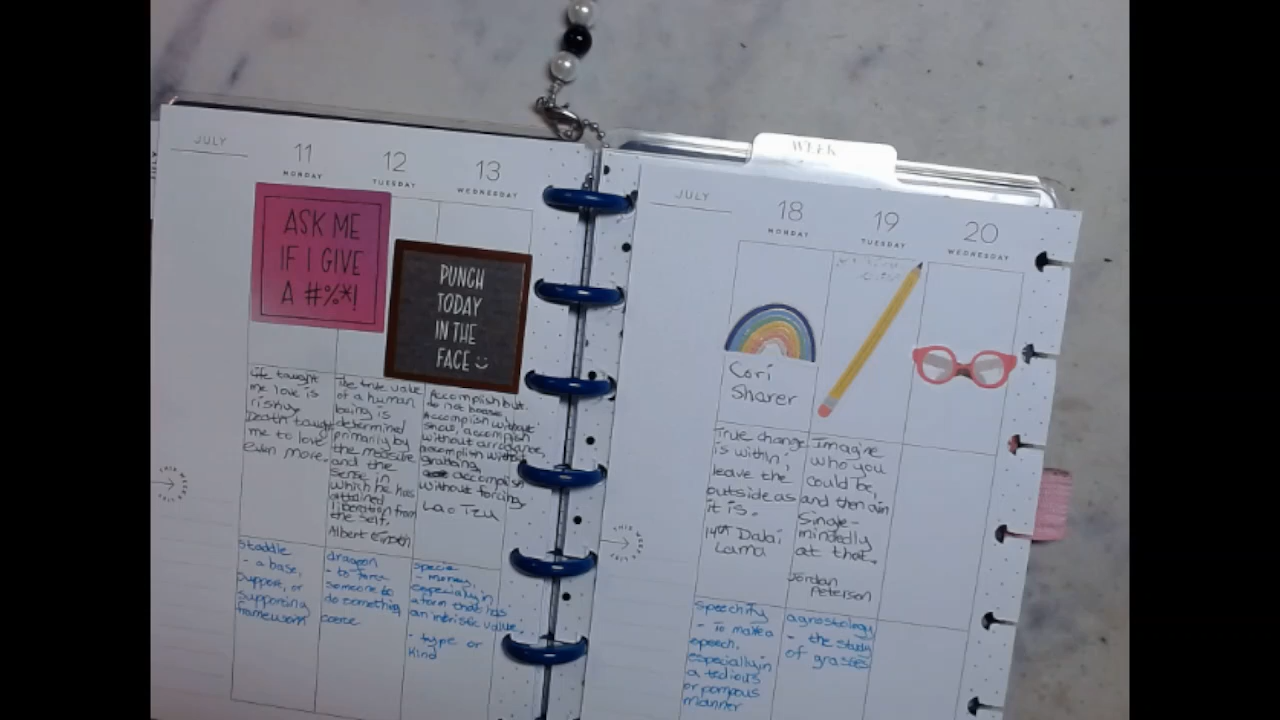 JULY
11
MONDAY
12
TUESDAY
13
WEDNESDAY
ASK ME
IF I GIVE
A #%*!
PUNCH
TODAY
IN THE
FACE
Life taught
me love is
risky.
Death taught
me to love
even more.
The true value
of a human
being is
determined
primarily by
the measure
and the
sense in
which he has
attained
liberation from
the self.
Albert
Accomplish but
do not boast,
Accomplish without
show, accomplish
without arrogance,
accomplish without
grabbing,
accomplish
without forcing.
Lao Tzu
staddle
- a base,
support, or
supporting
framework
dragoon
- to force
someone to
do something
coerce
specie
- money,
especially in
a form
an intristic value.
- type or
kind
THIS WEEK'S LIST
WEEK
JULY
18
MONDAY
19
TUESDAY
20
WEDNESDAY
Cori
Sharer
True change
is within;
leave the
outside as
it is.
14th Dalai
Lama
Imagine
who you
could be,
and then aim
single-
mindedly
at that.
Jordan
Peterson
speechify
- To make a
speech,
especially in
a tedious
or pompous
manner
agrostology
- the study
of grasses
THIS WEEK'S LIST